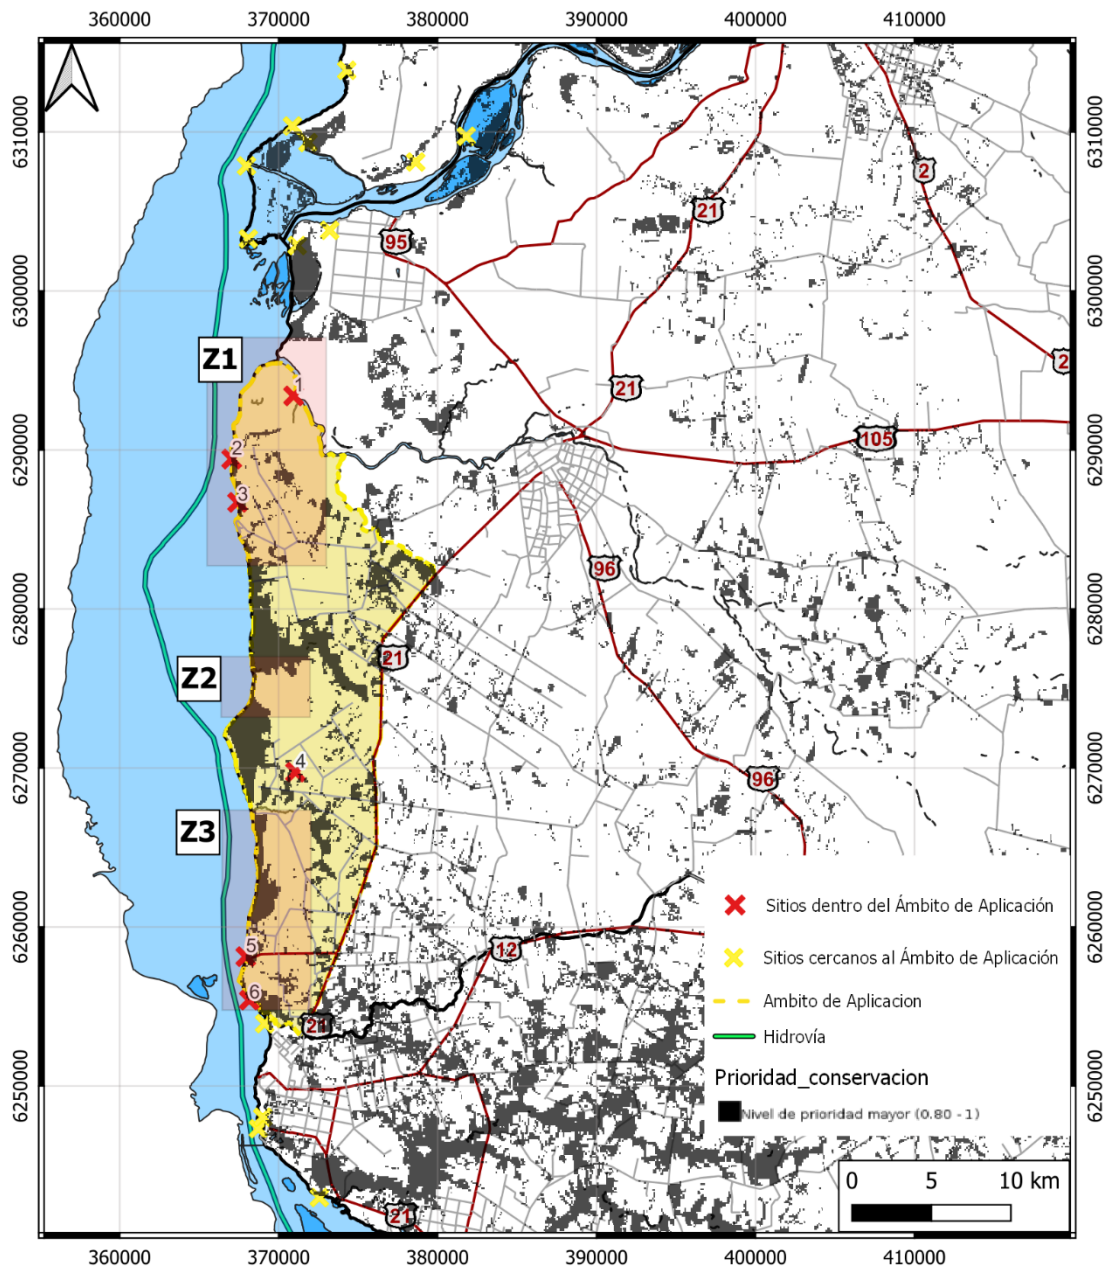 360000 370000 380000 390000 400000 410000
6310000
6300000
6290000
6280000
6270000
6260000
6250000
2
21
95
Z1
2
1
21
105
2
3
96
Z2
21
4
96
Z3
5
12
6
21
21
Sitios dentro del Ámbito de Aplicación
Sitios cercanos al Ámbito de Aplicación
Ambito de Aplicacion
Hidrovía
Prioridad_conservacion
Nivel de prioridad mayor (0.80 - 1)
0 5 10 km
6310000
6300000
6290000
6280000
6270000
6260000
6250000
360000 370000 380000 390000 400000 410000